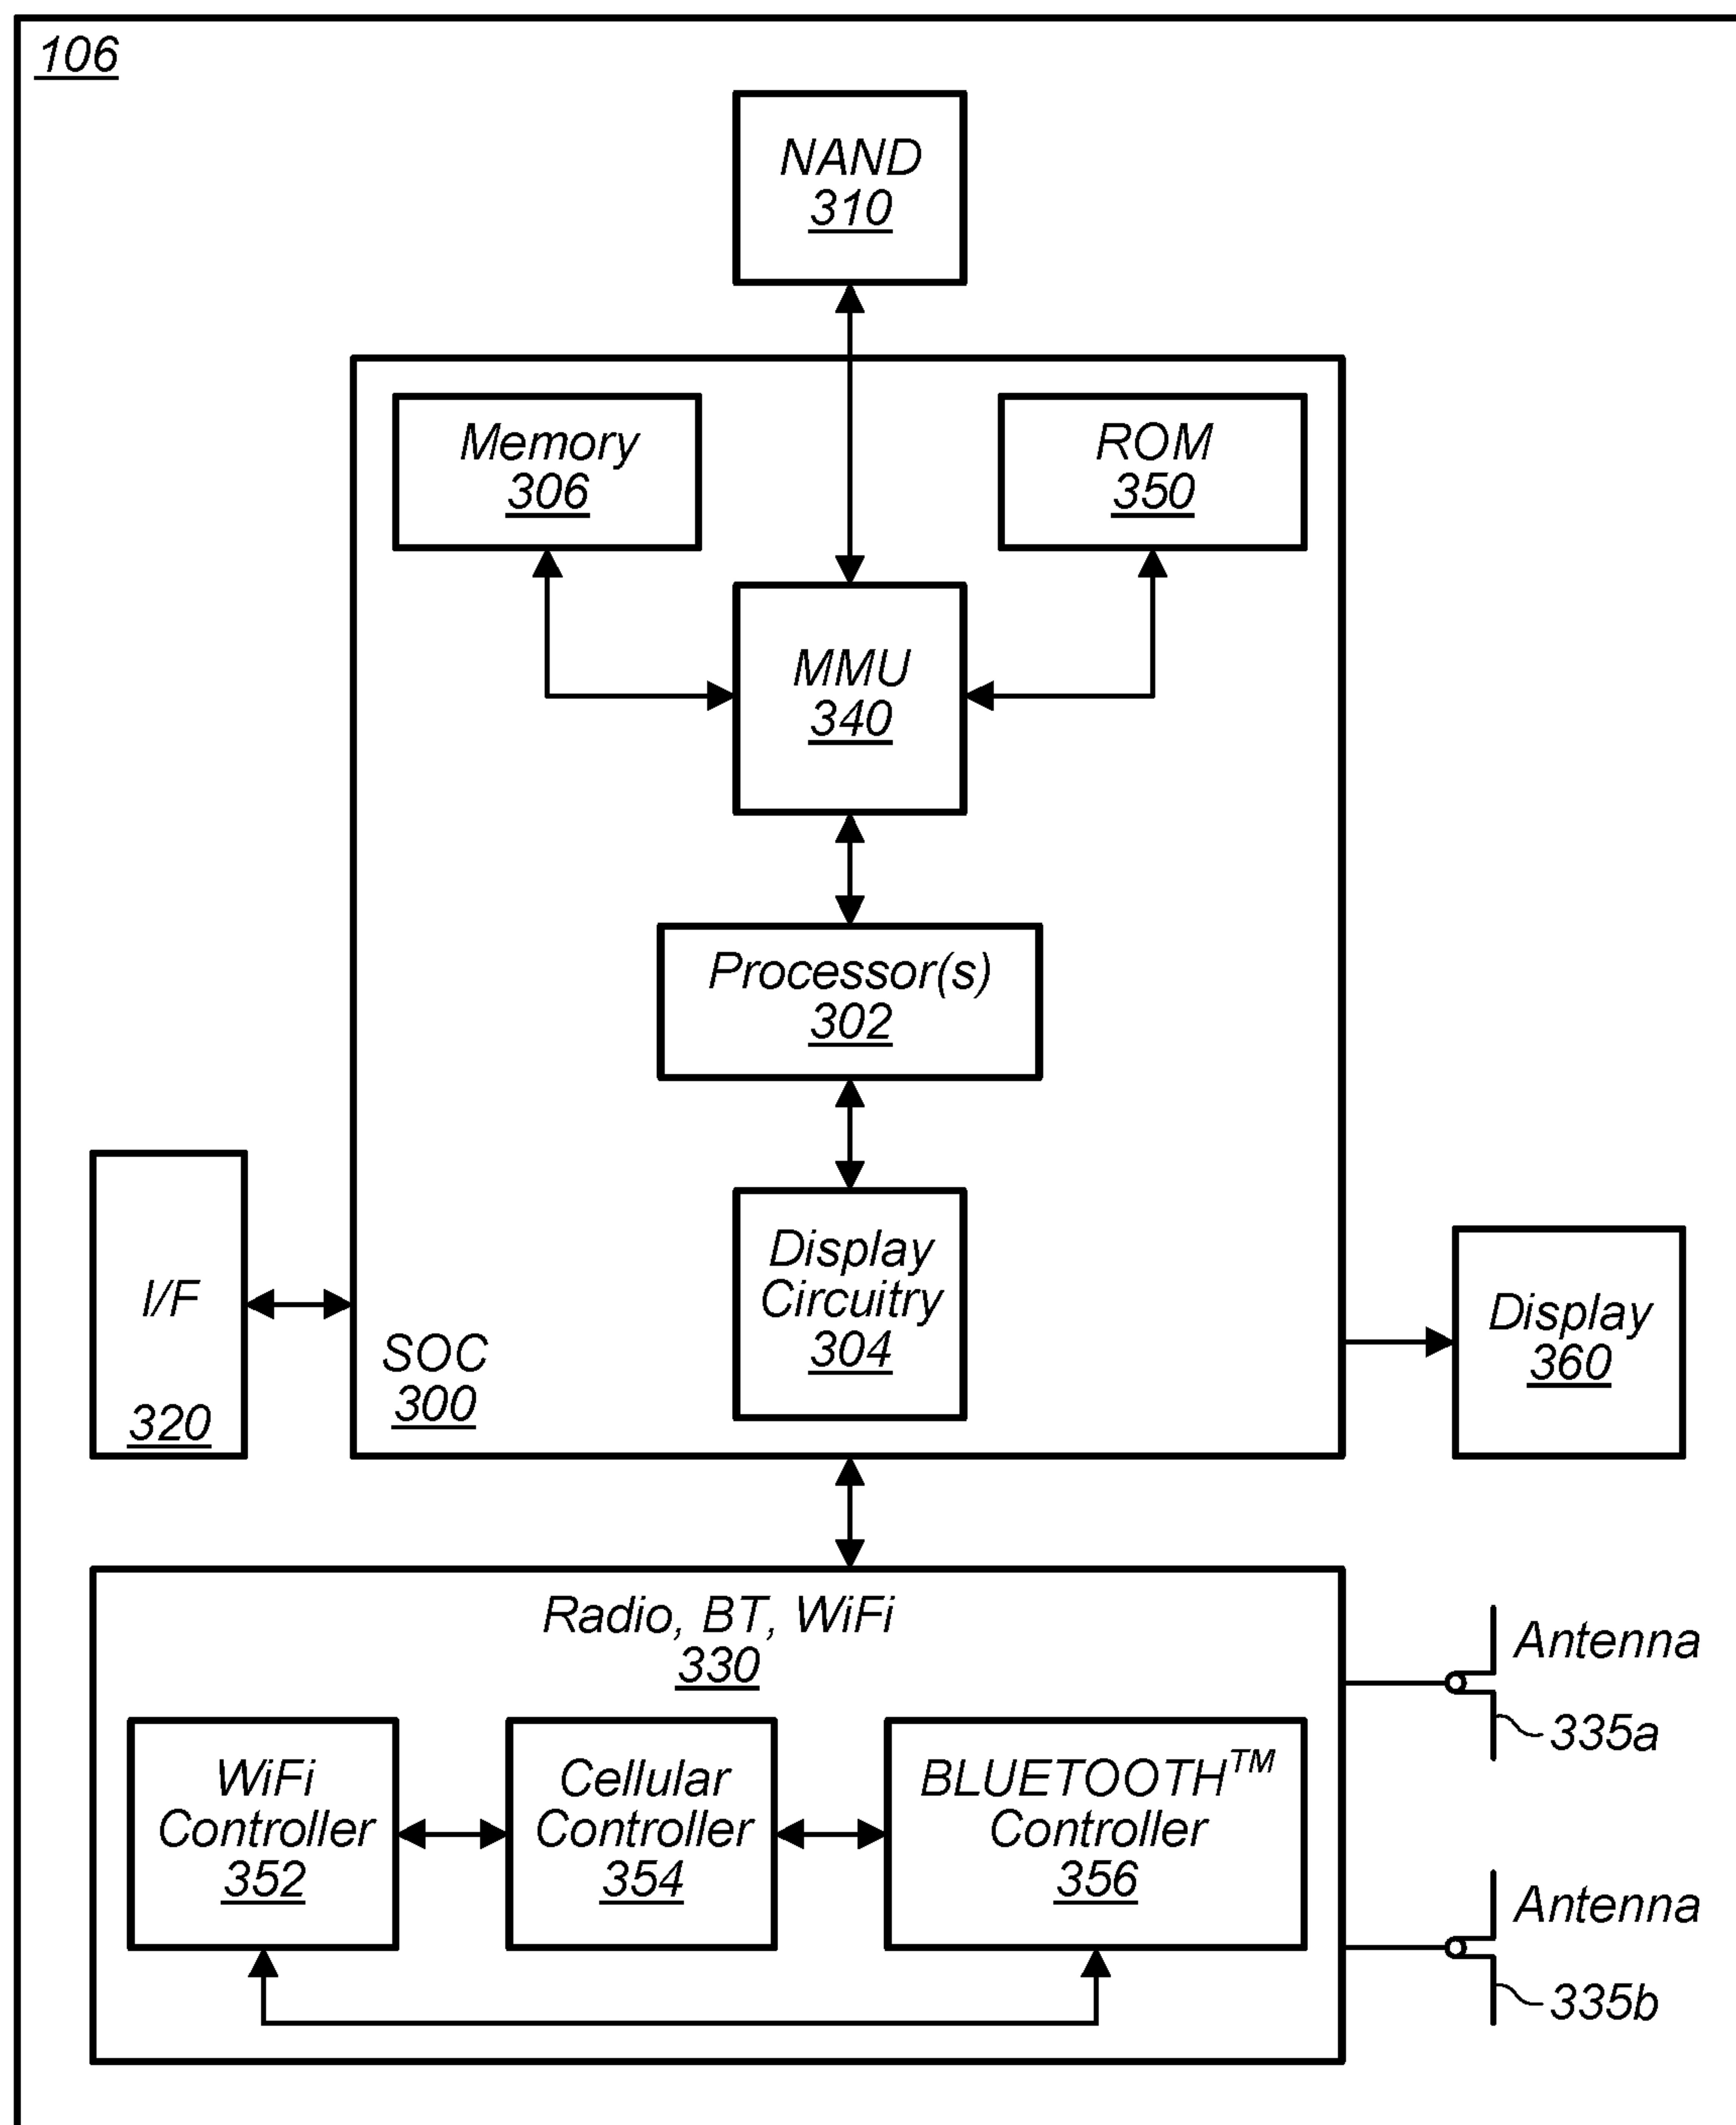 106
NAND
310
Memory
306
ROM
350
MMU
340
Processor(s)
302
Display
Circuitry
304
I/F
320
SOC
300
Display
360
Radio, BT, WiFi
330
WiFi
Controller
352
Cellular
Controller
354
BLUETOOTH™
Controller
356
Antenna
335a
Antenna
335b